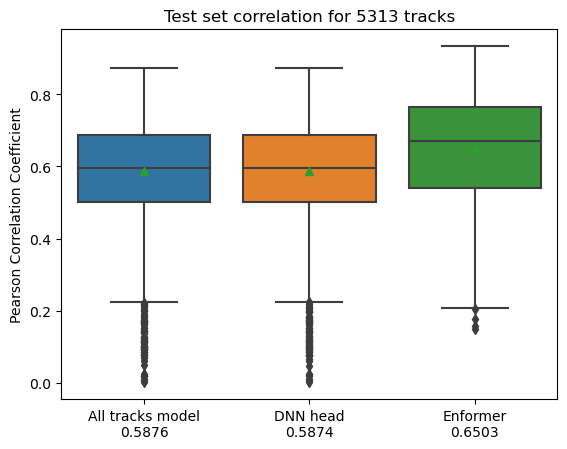 Test set correlation for 5313 tracks
Pearson Correlation Coefficient
0.8
0.6
0.4
0.2
0.0
All tracks model
0.5876
DNN head
0.5874
Enformer
0.6503